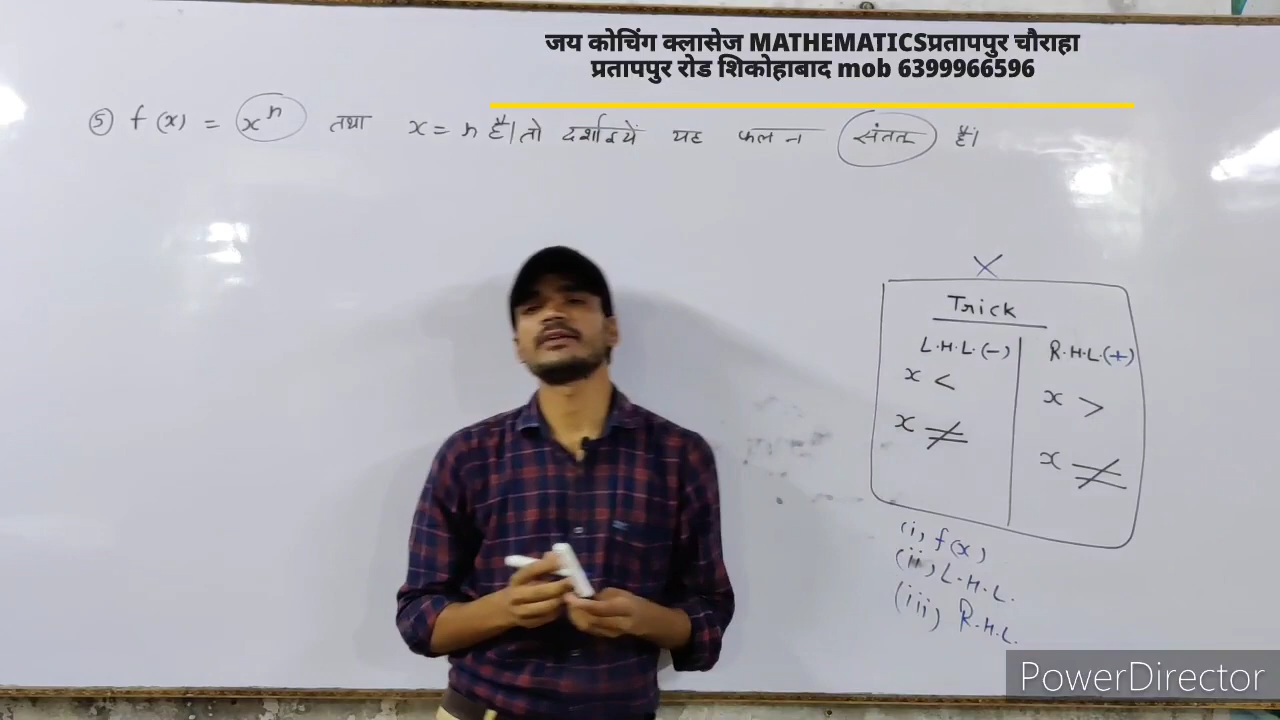 जय कोचिंग क्लासेज MATHEMATICSप्रतापपुर चौराहा
प्रतापपुर रोड शिकोहाबाद mob 6399966596
⑤ f(x) = xⁿ तथा x = n है। तो दर्शाइये यह फलन संतत है।
×
Trick
L.H.L.(-) R.H.L.(+)
x < x >
x ≠ x ≠
(i) f(x)
(ii) L.H.L.
(iii) R.H.L.
PowerDirector